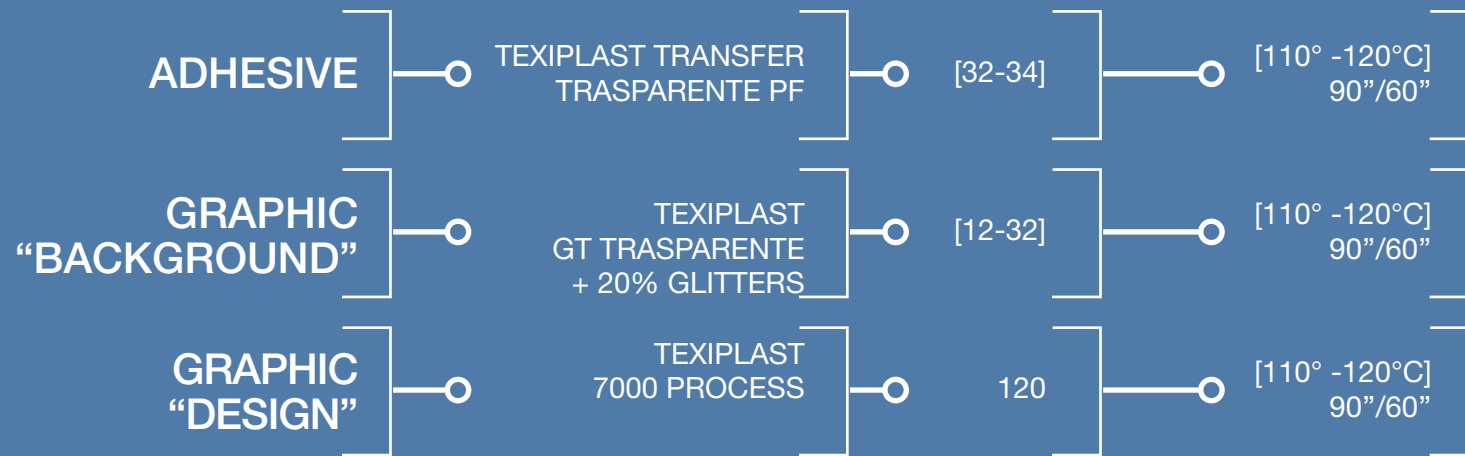 ADHESIVE
TEXIPLAST TRANSFER
TRASPARENTE PF
[32-34]
[110° -120°C]
90”/60”
GRAPHIC
“BACKGROUND”
TEXIPLAST
GT TRASPARENTE
+ 20% GLITTERS
[12-32]
[110° -120°C]
90”/60”
GRAPHIC
“DESIGN”
TEXIPLAST
7000 PROCESS
120
[110° -120°C]
90”/60”